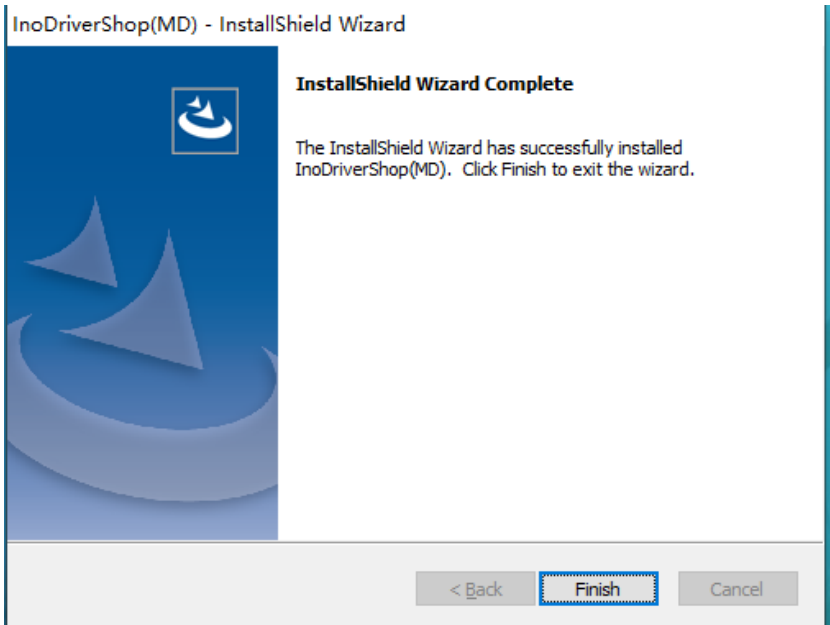 InoDriverShop(MD) - InstallShield Wizard
InstallShield Wizard Complete
The InstallShield Wizard has successfully installed
InoDriverShop(MD).  Click Finish to exit the wizard.
< Back
Finish
Cancel